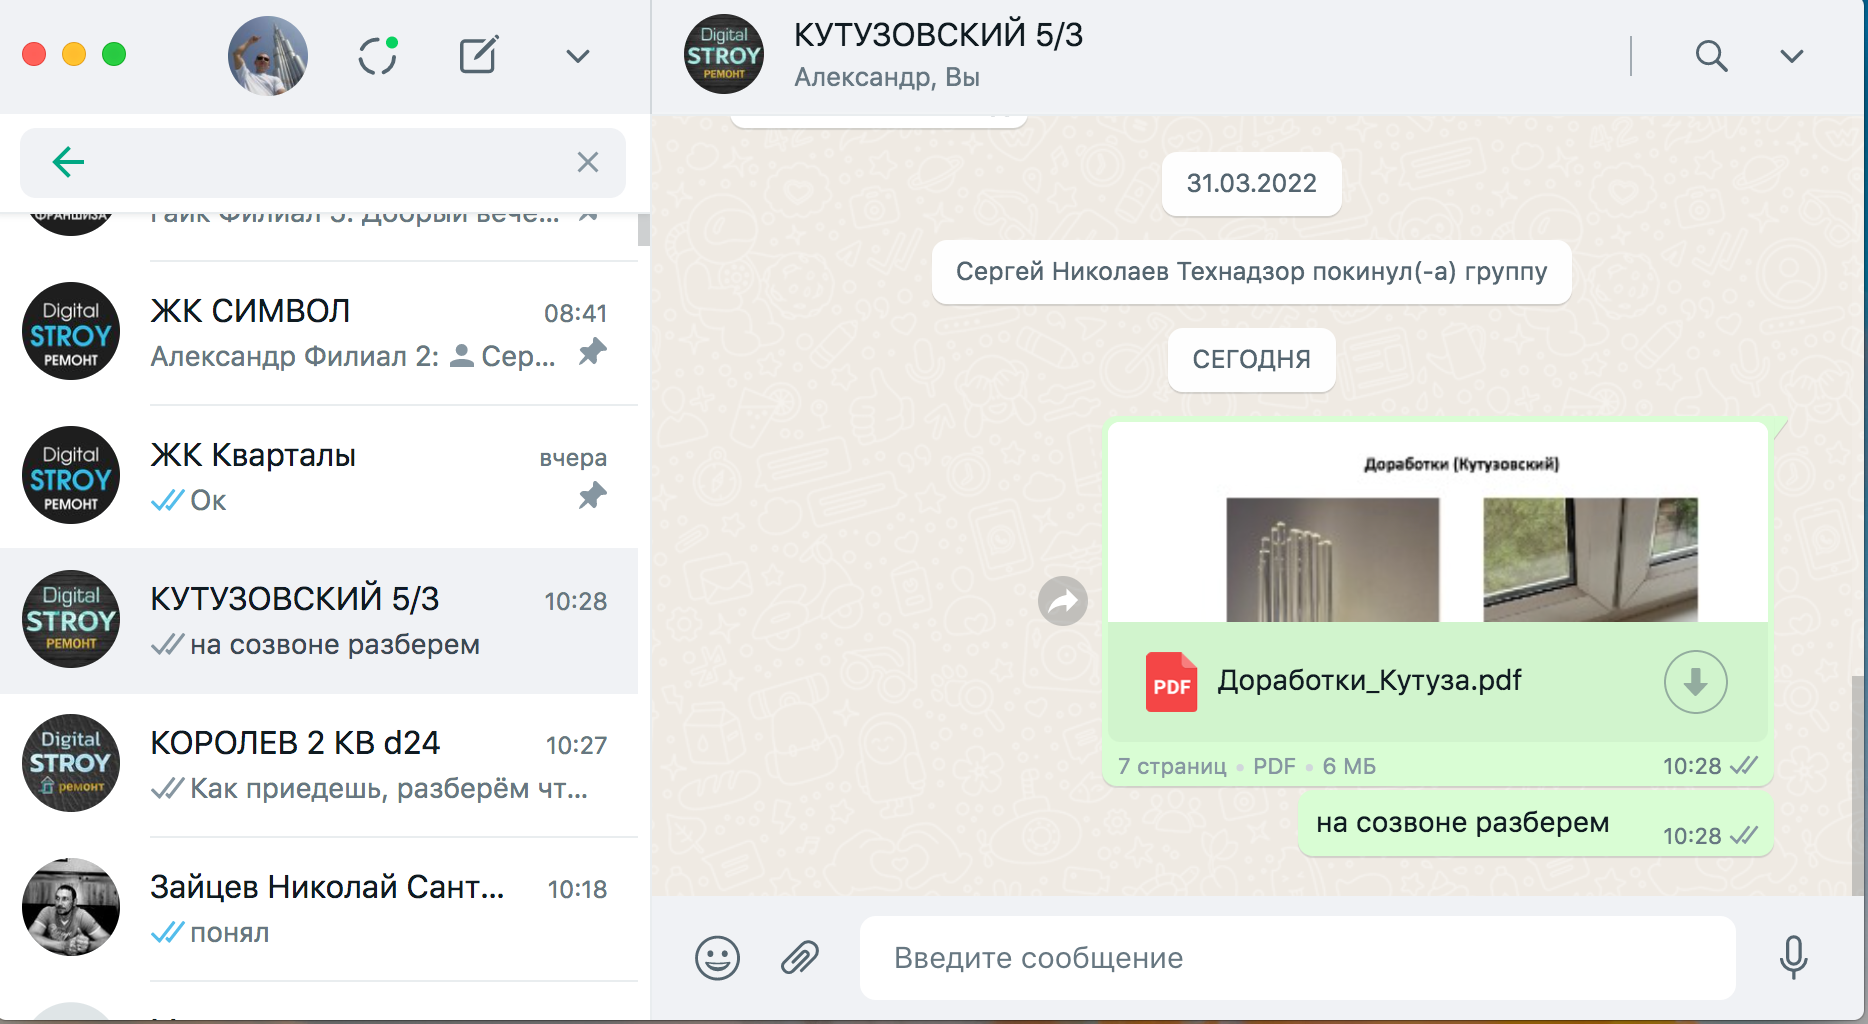 ФРАНШИЗА
Гаик Филиал 5: Добрый вече...
Digital
STROY
РЕМОНТ
ЖК СИМВОЛ
08:41
Александр Филиал 2: Сер...
Digital
STROY
РЕМОНТ
ЖК Кварталы
вчера
Ок
Digital
STROY
РЕМОНТ
КУТУЗОВСКИЙ 5/3
10:28
на созвоне разберем
Digital
STROY
РЕМОНТ
КОРОЛЕВ 2 КВ d24
10:27
Как приедешь, разберём чт...
Зайцев Николай Сант...
10:18
понял
Digital
STROY
РЕМОНТ
КУТУЗОВСКИЙ 5/3
Александр, Вы
31.03.2022
Сергей Николаев Технадзор покинул(-а) группу
СЕГОДНЯ
Доработки (Кутузовский)
PDF
Доработки_Кутуза.pdf
7 страниц • PDF • 6 МБ
10:28
на созвоне разберем
10:28
Введите сообщение